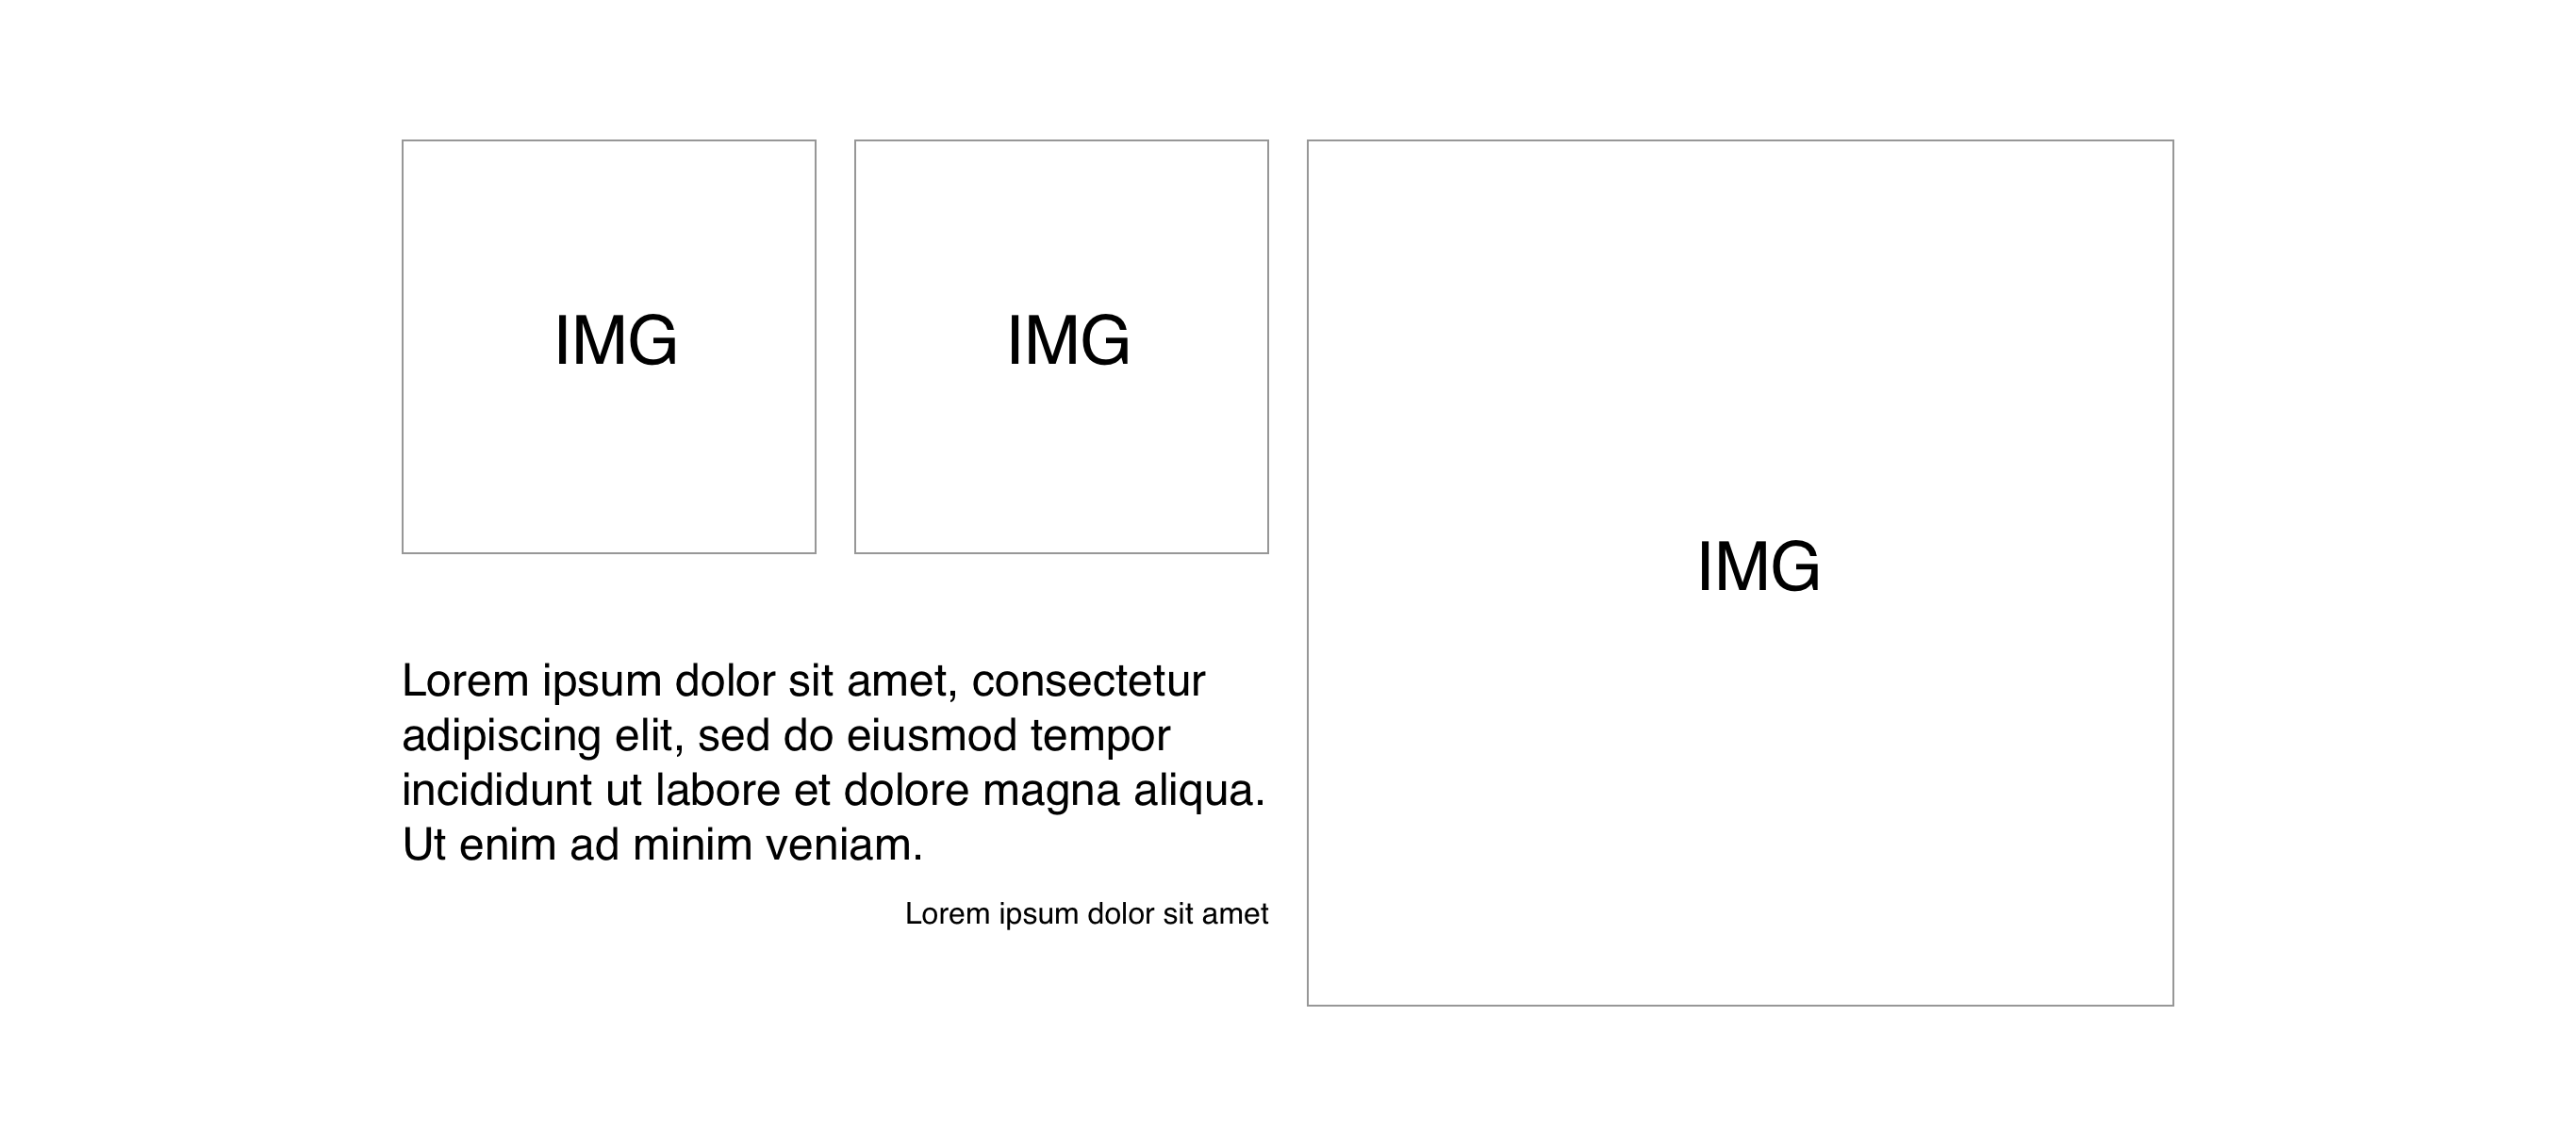 IMG
IMG
IMG
Lorem ipsum dolor sit amet, consectetur
adipiscing elit, sed do eiusmod tempor
incididunt ut labore et dolore magna aliqua.
Ut enim ad minim veniam.
Lorem ipsum dolor sit amet